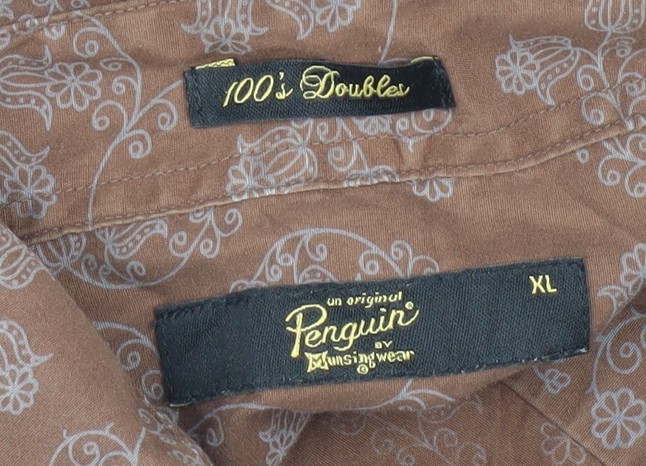 100's Doubles
XL
an original
Penguin®
BY
Munsingwear
©